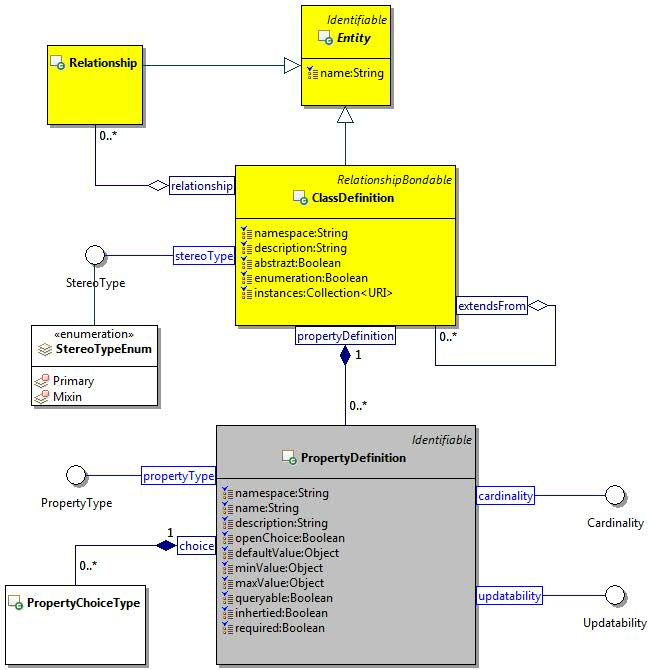 Identifiable
Entity
name:String
Relationship
0..*
relationship
RelationshipBondable
ClassDefinition
namespace:String
description:String
abstrazt:Boolean
enumeration:Boolean
instances:Collection<URI>
stereoType
StereoType
«enumeration»
StereoTypeEnum
Primary
Mixin
extendsFrom
0..*
propertyDefinition
1
0..*
Identifiable
PropertyDefinition
namespace:String
name:String
description:String
openChoice:Boolean
defaultValue:Object
minValue:Object
maxValue:Object
queryable:Boolean
inhertied:Boolean
required:Boolean
propertyType
PropertyType
choice
1
0..*
PropertyChoiceType
cardinality
Cardinality
updatability
Updatability